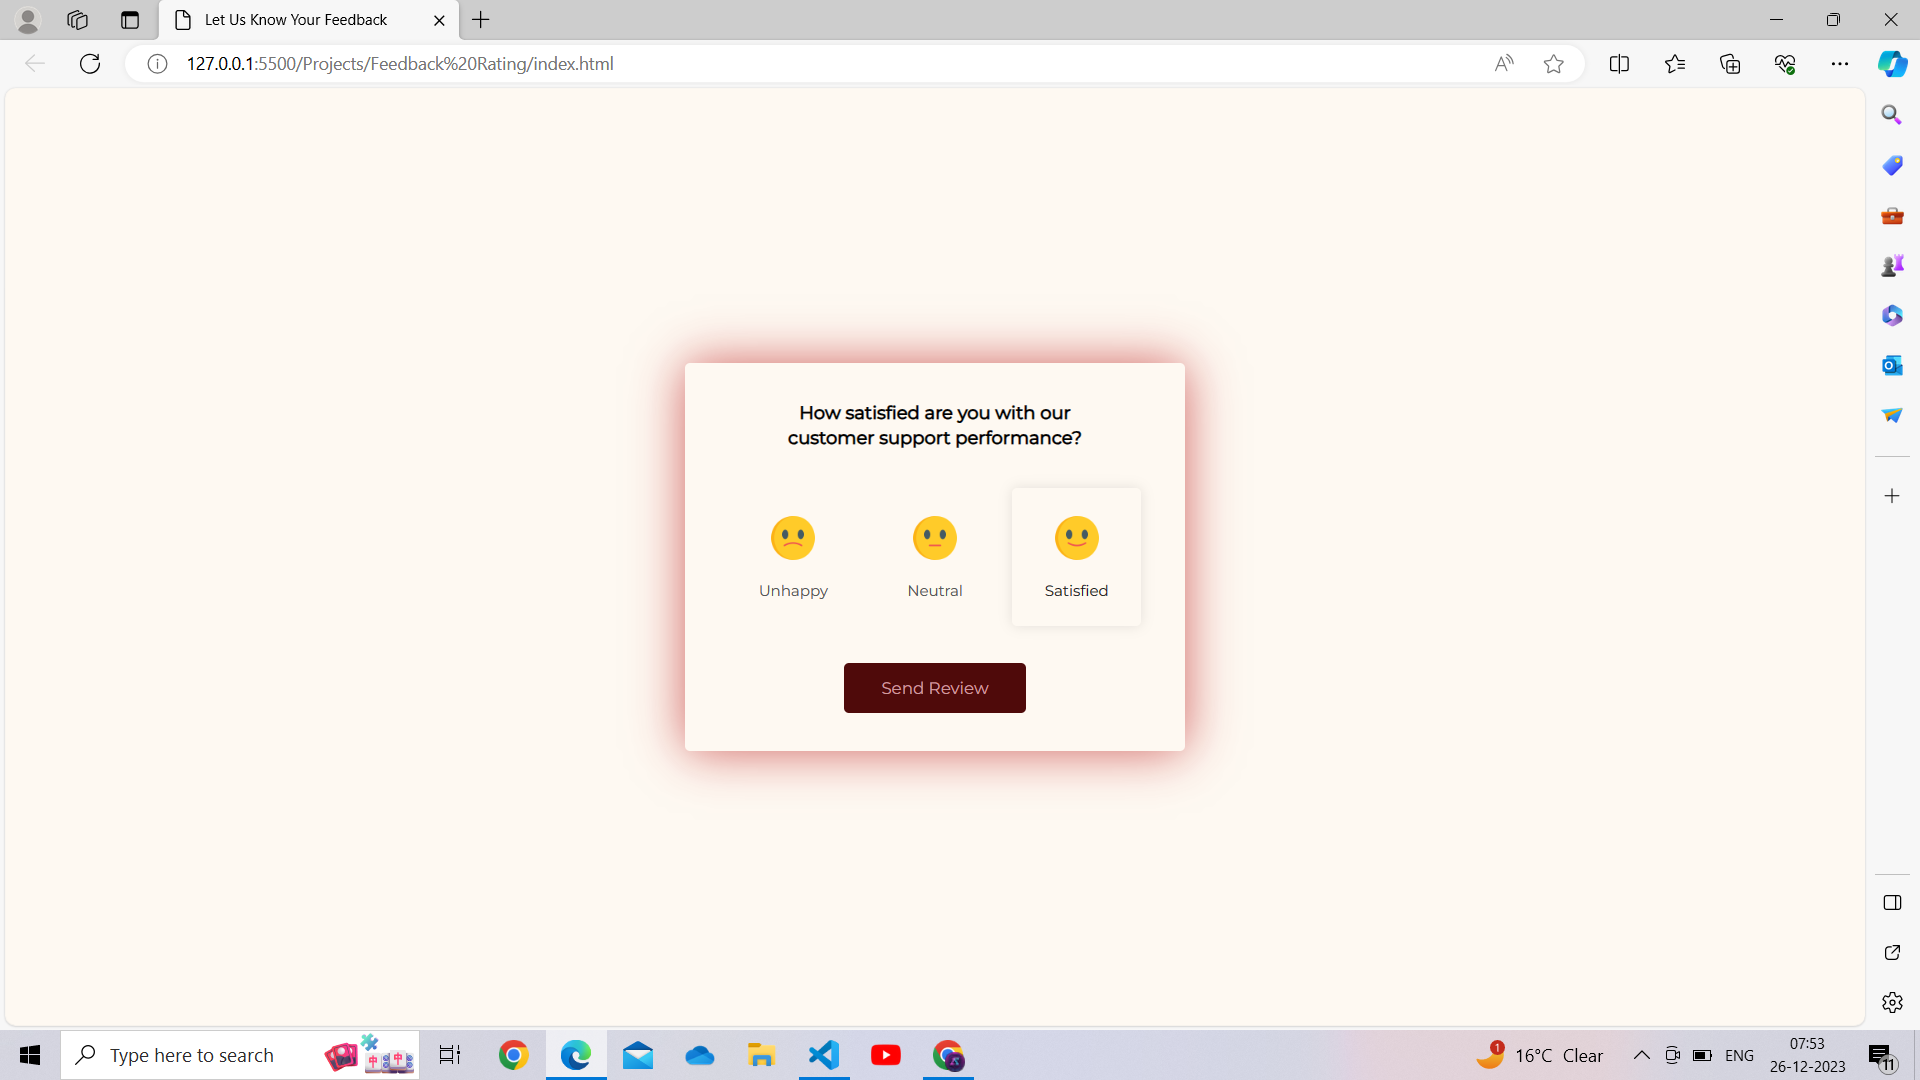 Let Us Know Your Feedback
127.0.0.1:5500/Projects/Feedback%20Rating/index.html
How satisfied are you with our
customer support performance?
Unhappy
Neutral
Satisfied
Send Review
Type here to search
1
16°C Clear
ENG
07:53
26-12-2023
11